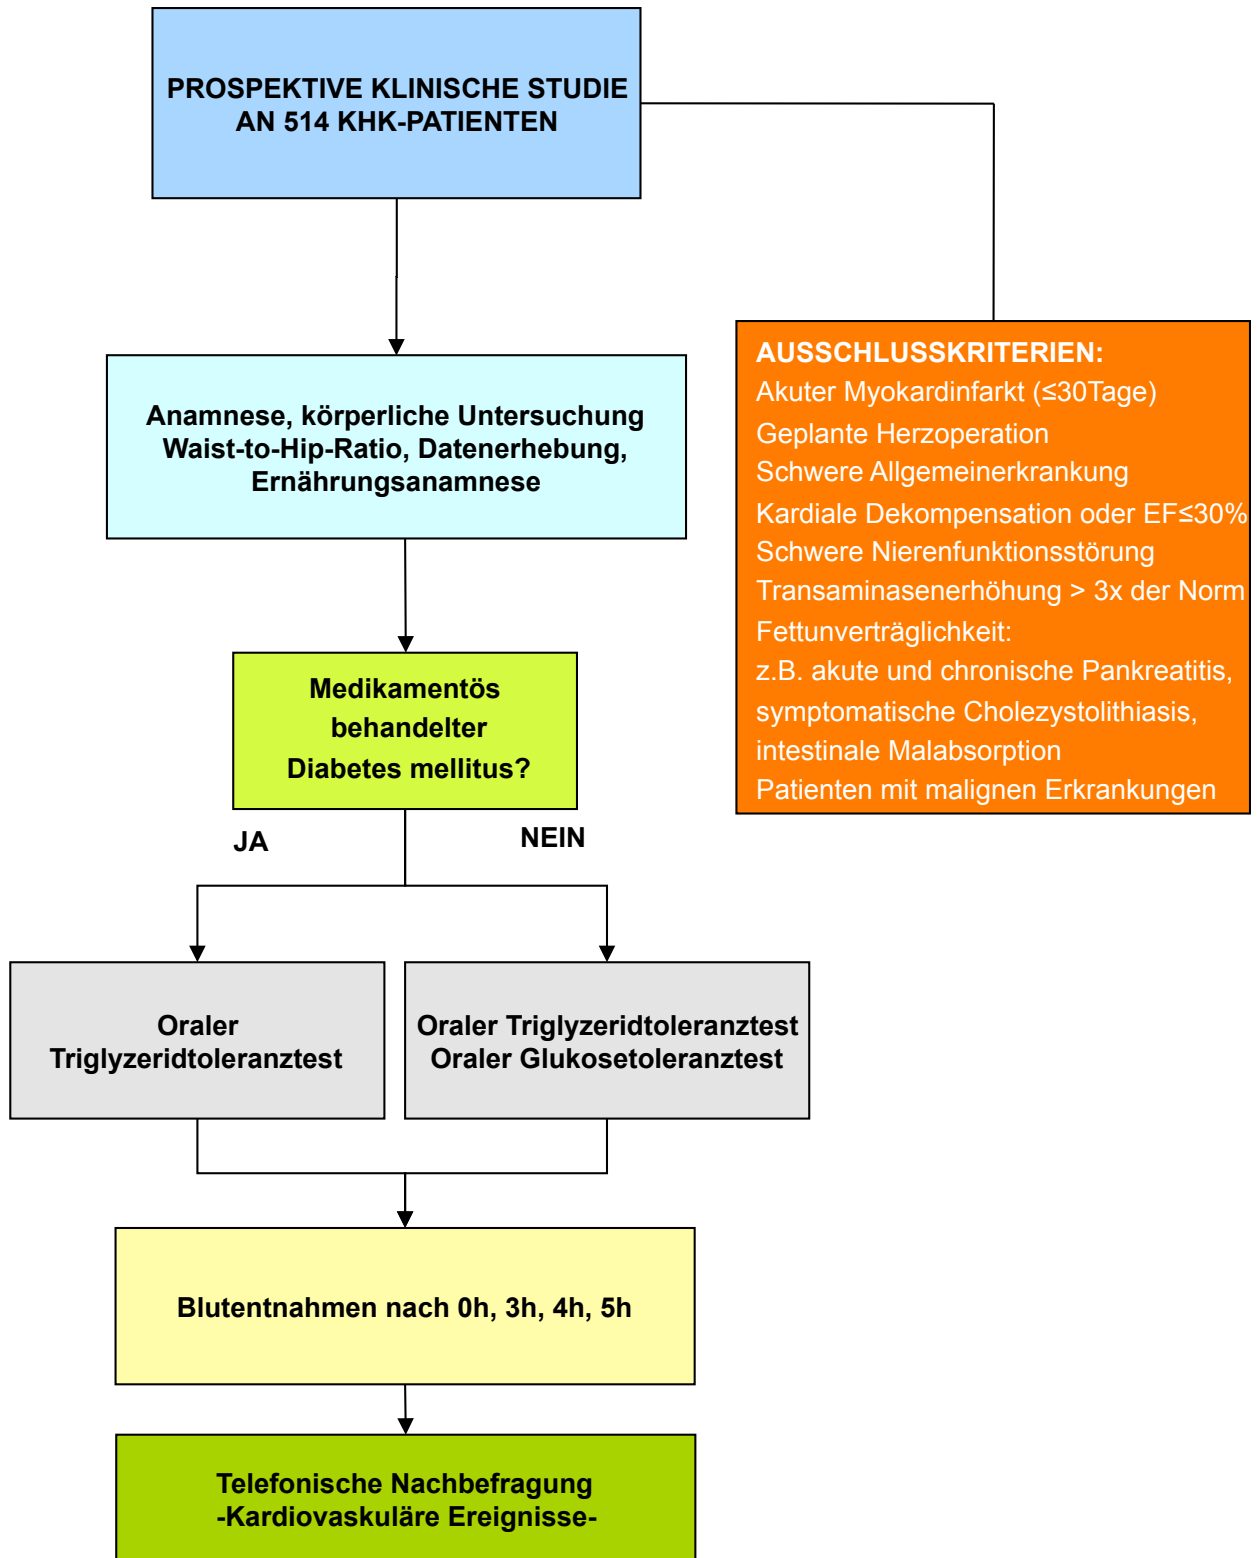 PROSPEKTIVE KLINISCHE STUDIE
AN 514 KHK-PATIENTEN
Anamnese, körperliche Untersuchung
Waist-to-Hip-Ratio, Datenerhebung,
Ernährungsanamnese
AUSSCHLUSSKRITERIEN:
Akuter Myokardinfarkt (≤30Tage)
Geplante Herzoperation
Schwere Allgemeinerkrankung
Kardiale Dekompensation oder EF≤30%
Schwere Nierenfunktionsstörung
Transaminasenerhöhung > 3x der Norm
Fettunverträglichkeit:
z.B. akute und chronische Pankreatitis,
symptomatische Cholezystolithiasis,
intestinale Malabsorption
Patienten mit malignen Erkrankungen
Medikamentös
behandelter
Diabetes mellitus?
JA
NEIN
Oraler
Triglyzeridtoleranztest
Oraler Triglyzeridtoleranztest
Oraler Glukosetoleranztest
Blutentnahmen nach 0h, 3h, 4h, 5h
Telefonische Nachbefragung
-Kardiovaskuläre Ereignisse-